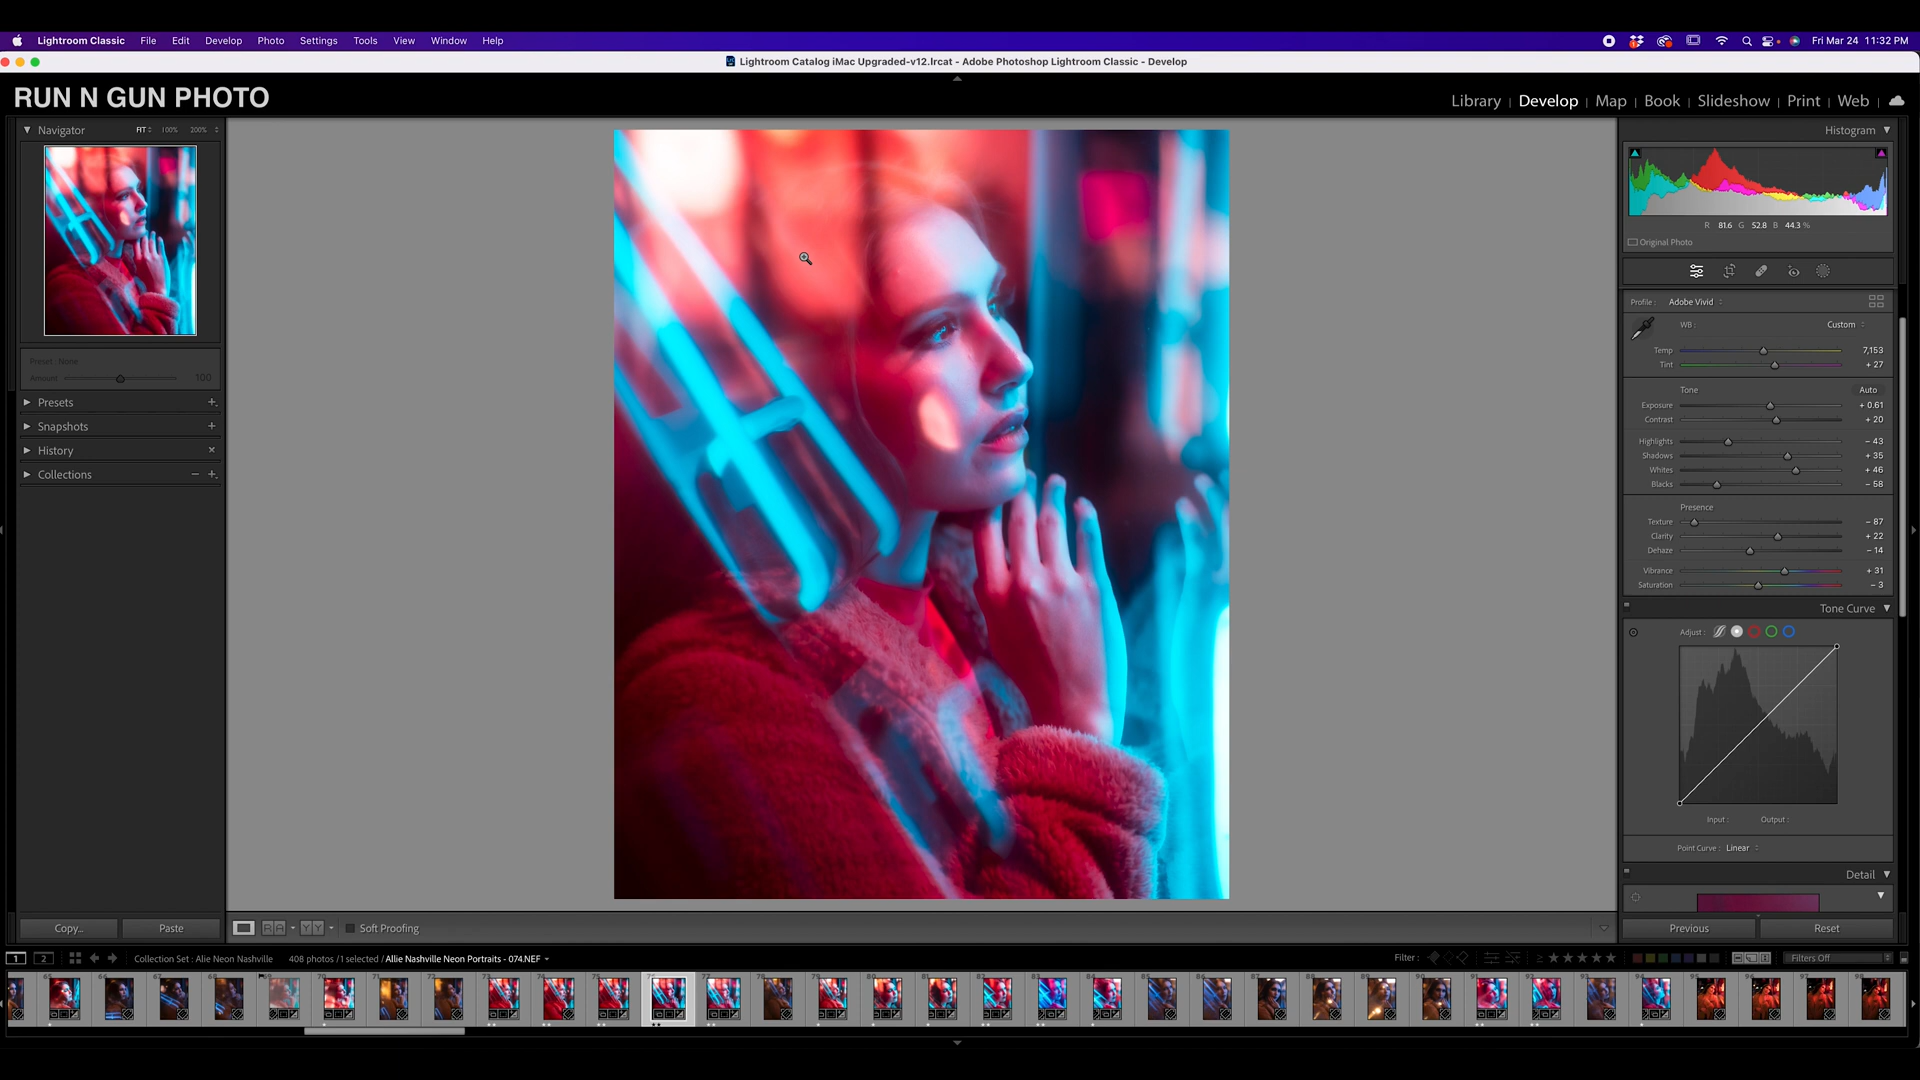 Lightroom Classic File Edit Develop Photo Settings Tools View Window Help Fri Mar 24 11:32 PM
Lightroom Catalog iMac Upgraded-v12.lrcat - Adobe Photoshop Lightroom Classic - Develop
RUN N GUN PHOTO
Library | Develop | Map | Book | Slideshow | Print | Web |
Navigator FIT 100% 200%
Preset: None
Amount 100
Presets
Snapshots
History
Collections
Copy... Paste
Soft Proofing
Histogram
R 81.6 G 52.8 B 44.3 %
Original Photo
Profile: Adobe Vivid
WB: Custom
Temp 7,153
Tint + 27
Tone Auto
Exposure + 0.61
Contrast + 20
Highlights − 43
Shadows + 35
Whites + 46
Blacks − 58
Presence
Texture − 87
Clarity + 22
Dehaze − 14
Vibrance + 31
Saturation − 3
Tone Curve
Adjust:
Input: Output:
Point Curve: Linear
Detail
Previous Reset
1 2 Collection Set : Alie Neon Nashville 408 photos /1 selected / Allie Nashville Neon Portraits - 074.NEF Filter: Filters Off